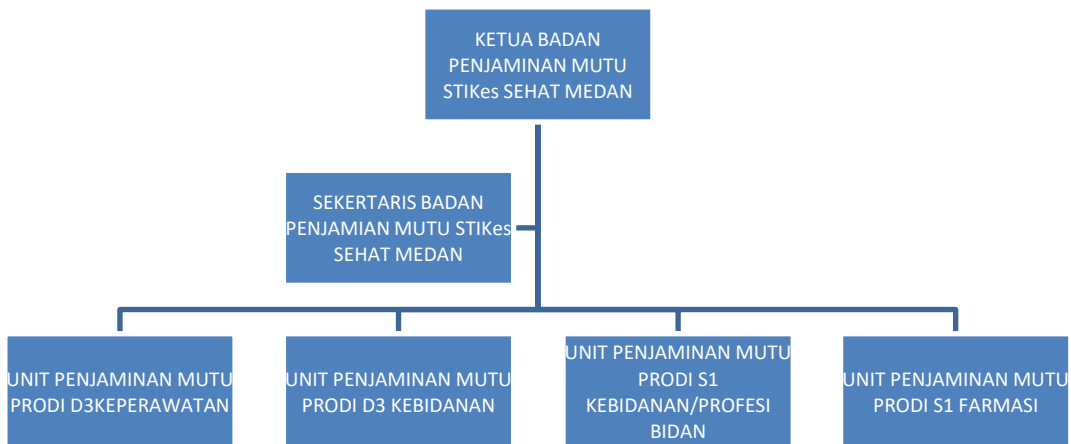 KETUA BADAN
PENJAMINAN MUTU
STIKes SEHAT MEDAN
SEKERTARIS BADAN
PENJAMIAN MUTU STIKes
SEHAT MEDAN
UNIT PENJAMINAN MUTU
PRODI D3KEPERAWATAN
UNIT PENJAMINAN MUTU
PRODI D3 KEBIDANAN
UNIT PENJAMINAN MUTU
PRODI S1
KEBIDANAN/PROFESI
BIDAN
UNIT PENJAMINAN MUTU
PRODI S1 FARMASI